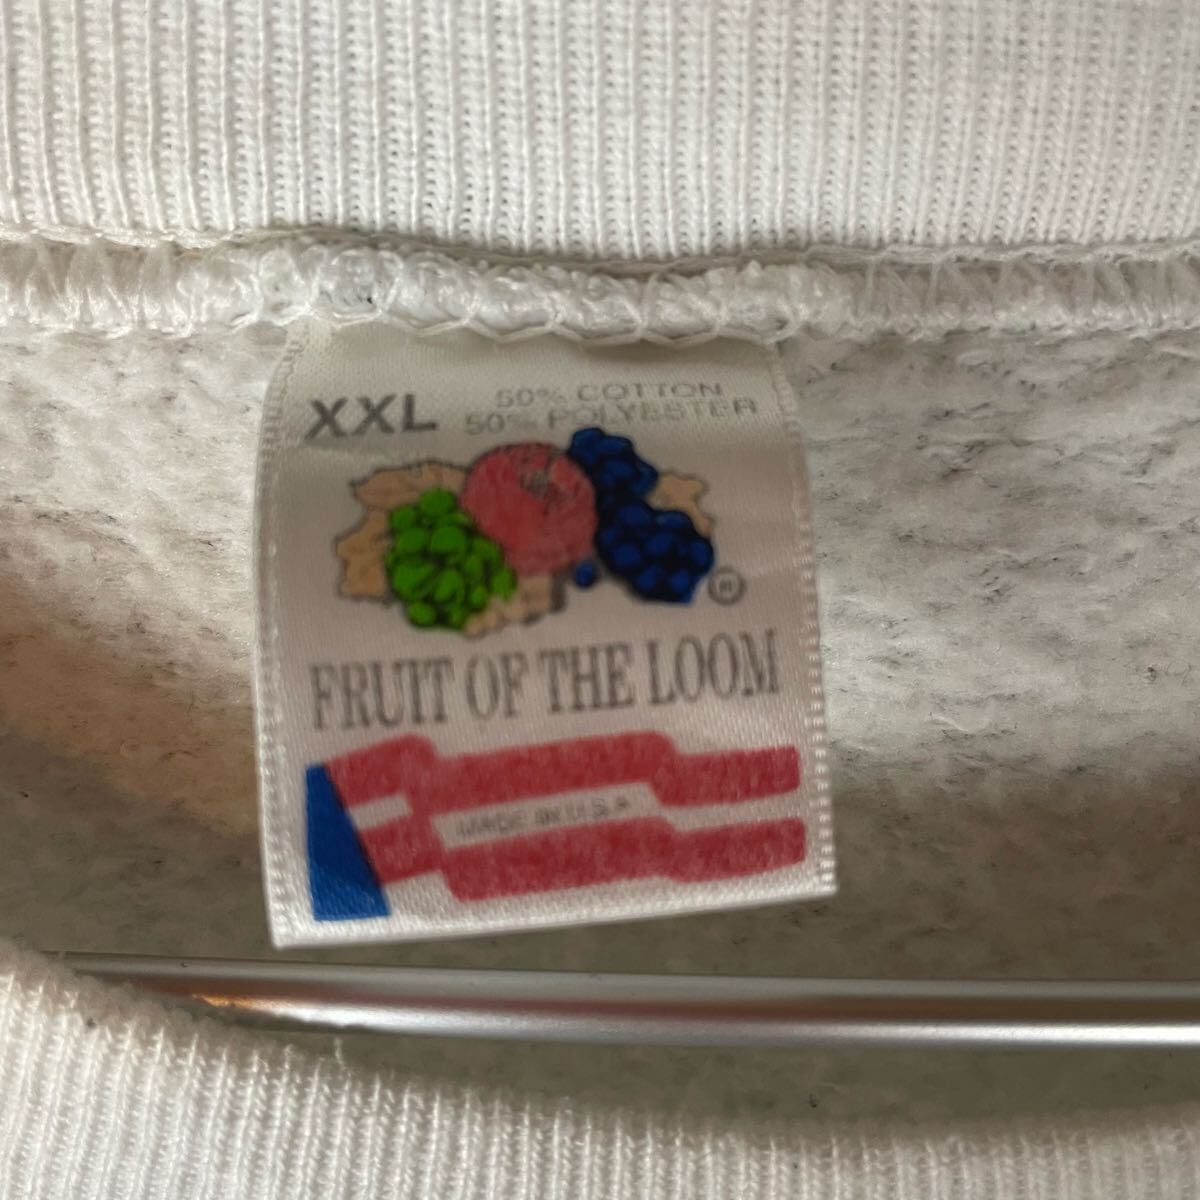 XXL
50% COTTON
50% POLYESTER
®
FRUIT OF THE LOOM
MADE IN U.S.A